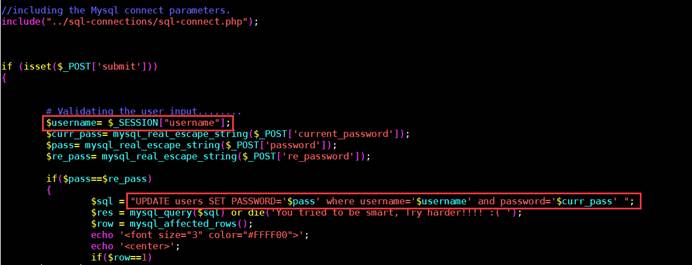 //including the Mysql connect parameters.
include("../sql-connections/sql-connect.php");
if (isset($_POST['submit']))
{
# Validating the user input........
$username= $_SESSION["username"];
$curr_pass= mysql_real_escape_string($_POST['current_password']);
$pass= mysql_real_escape_string($_POST['password']);
$re_pass= mysql_real_escape_string($_POST['re_password']);
if($pass==$re_pass)
{
$sql = "UPDATE users SET PASSWORD='$pass' where username='$username' and password='$curr_pass' ";
$res = mysql_query($sql) or die('You tried to be smart, Try harder!!!! :( ');
$row = mysql_affected_rows();
echo '<font size="3" color="#FFFF00">';
echo '<center>';
if($row==1)